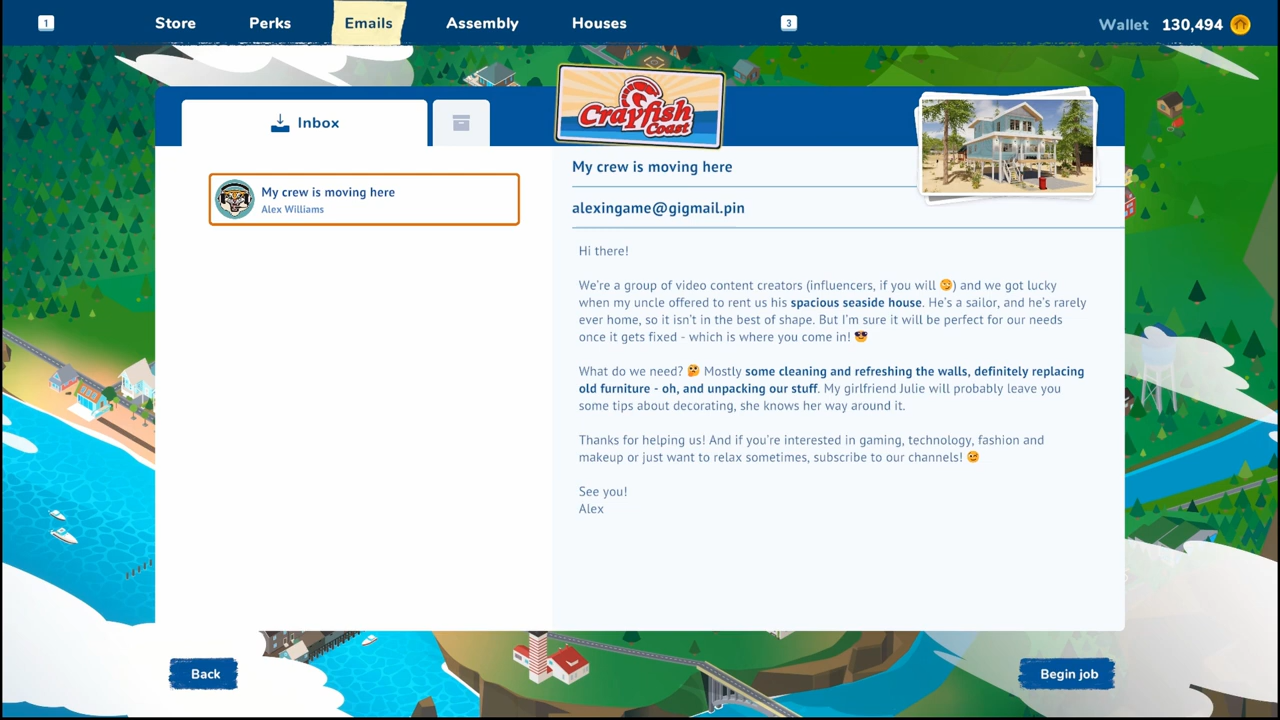 1
Store
Perks
Emails
Assembly
Houses
3
Wallet 130,494
Inbox
Crayfish
Coast
My crew is moving here
Alex Williams
My crew is moving here
alexingame@gigmail.pin
Hi there!
We're a group of video content creators (influencers, if you will 😏) and we got lucky
when my uncle offered to rent us his spacious seaside house. He's a sailor, and he's rarely
ever home, so it isn't in the best of shape. But I'm sure it will be perfect for our needs
once it gets fixed - which is where you come in! 😎
What do we need? 🤔 Mostly some cleaning and refreshing the walls, definitely replacing
old furniture - oh, and unpacking our stuff. My girlfriend Julie will probably leave you
some tips about decorating, she knows her way around it.
Thanks for helping us! And if you're interested in gaming, technology, fashion and
makeup or just want to relax sometimes, subscribe to our channels! 😉
See you!
Alex
Back
Begin job